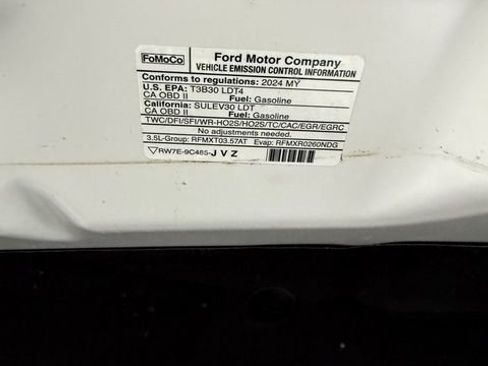 FoMoCo
Ford Motor Company
VEHICLE EMISSION CONTROL INFORMATION
Conforms to regulations: 2024 MY
U.S. EPA: T3B30 LDT4
CA OBD II Fuel: Gasoline
California: SULEV30 LDT
CA OBD II Fuel: Gasoline
TWC/DFI/SFI/WR-HO2S/HO2S/TC/CAC/EGR/EGRC
No adjustments needed.
3.5L-Group: RFMXT03.57AT Evap: RFMXR0260NDG
RW7E-9C485-J V Z